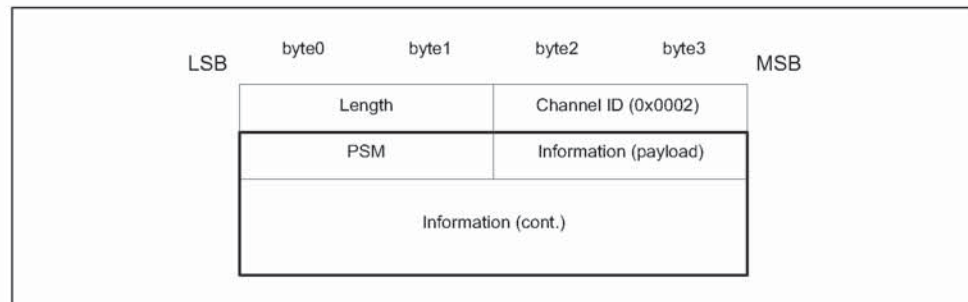 byte0 byte1 byte2 byte3
LSB MSB
Length Channel ID (0x0002)
PSM Information (payload)
Information (cont.)